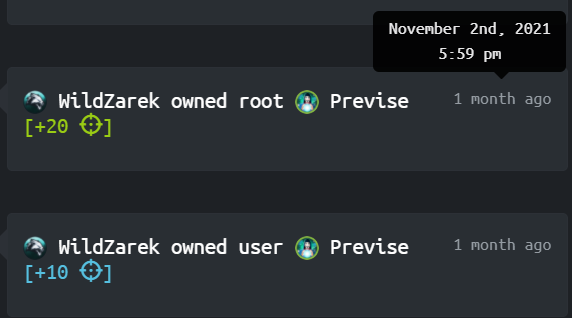 November 2nd, 2021
5:59 pm
WildZarek owned root Previse 1 month ago
[+20 ]
WildZarek owned user Previse 1 month ago
[+10 ]